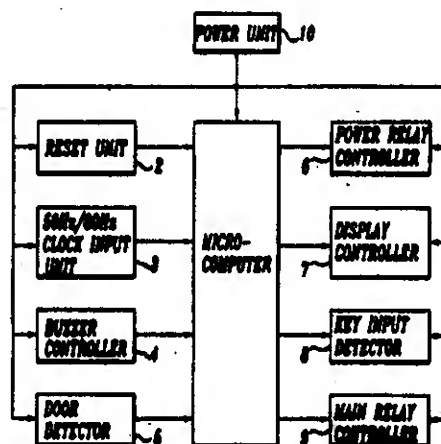 POWER UNIT
10
RESET UNIT
2
50Hz/60Hz
CLOCK INPUT
UNIT
3
BUZZER
CONTROLLER
4
DOOR
DETECTOR
5
MICRO-
COMPUTER
POWER RELAY
CONTROLLER
6
DISPLAY
CONTROLLER
7
KEY INPUT
DETECTOR
8
MAIN RELAY
CONTROLLER
9